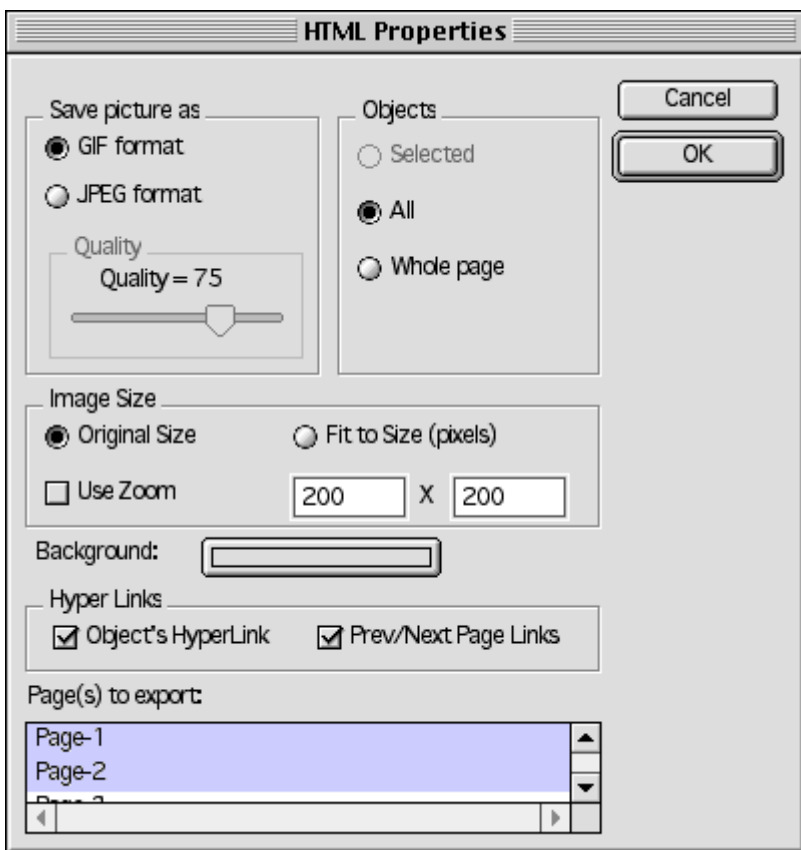 HTML Properties
Save picture as
GIF format
JPEG format
Quality
Quality = 75
Objects
Selected
All
Whole page
Cancel
OK
Image Size
Original Size
Fit to Size (pixels)
Use Zoom
200 X 200
Background:
Hyper Links
Object's HyperLink
Prev/Next Page Links
Page(s) to export:
Page-1
Page-2